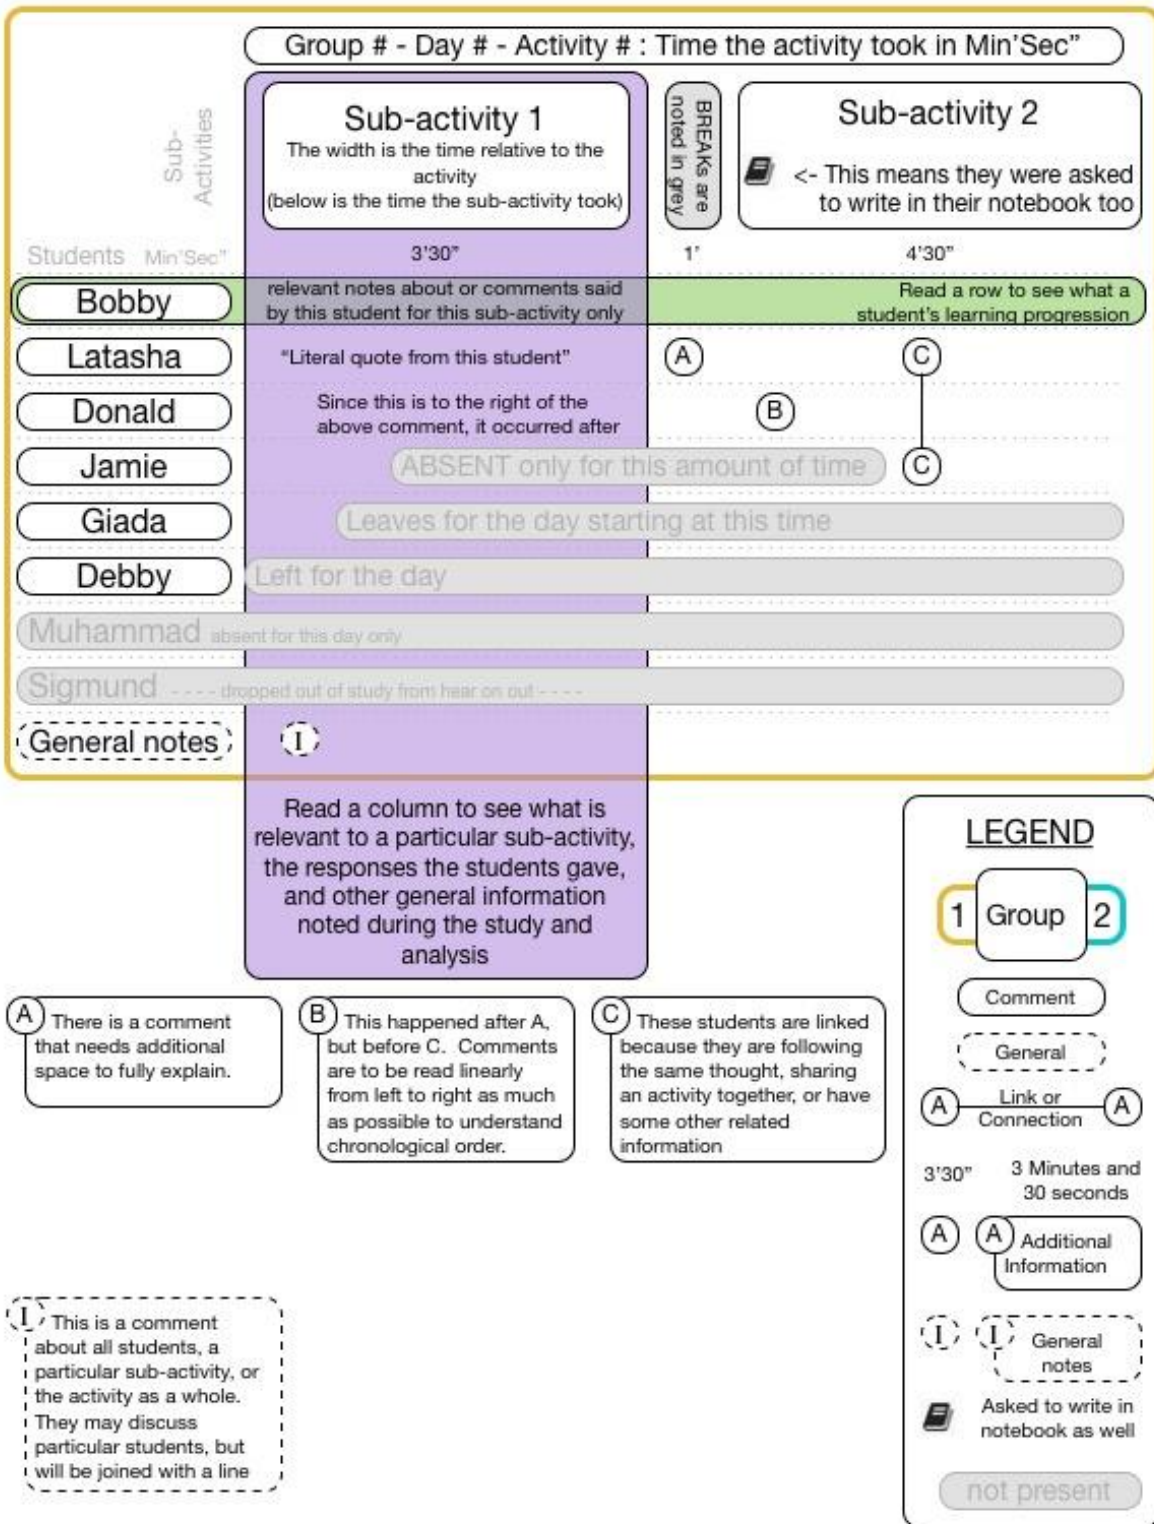 Group # - Day # - Activity # : Time the activity took in Min'Sec"
Sub-
Activities
Sub-activity 1
The width is the time relative to the
activity
(below is the time the sub-activity took)
BREAKs are
noted in grey
Sub-activity 2
<- This means they were asked
to write in their notebook too
Students Min'Sec"
3'30"
1'
4'30"
Bobby
relevant notes about or comments said
by this student for this sub-activity only
Read a row to see what a
student's learning progression
Latasha
"Literal quote from this student"
A
C
Donald
Since this is to the right of the
above comment, it occurred after
B
Jamie
ABSENT only for this amount of time
C
Giada
Leaves for the day starting at this time
Debby
Left for the day
Muhammad absent for this day only
Sigmund - - - - dropped out of study from hear on out - - - -
General notes
I
Read a column to see what is
relevant to a particular sub-activity,
the responses the students gave,
and other general information
noted during the study and
analysis
A There is a comment
that needs additional
space to fully explain.
B This happened after A,
but before C. Comments
are to be read linearly
from left to right as much
as possible to understand
chronological order.
C These students are linked
because they are following
the same thought, sharing
an activity together, or have
some other related
information
I This is a comment
about all students, a
particular sub-activity, or
the activity as a whole.
They may discuss
particular students, but
will be joined with a line
LEGEND
1 Group 2
Comment
General
A Link or A
Connection
3'30" 3 Minutes and
30 seconds
A A Additional
Information
I I General
notes
Asked to write in
notebook as well
not present